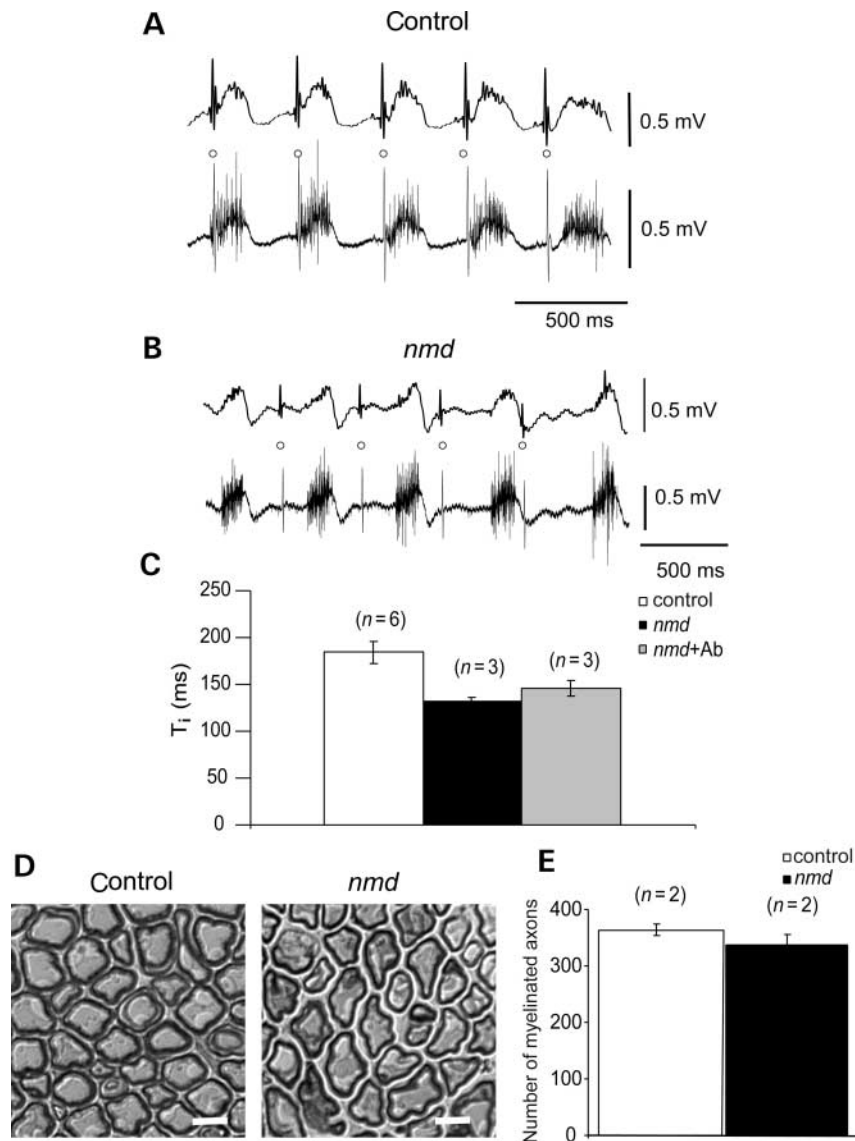 A
Control
0.5 mV
0.5 mV
500 ms
B
nmd
0.5 mV
0.5 mV
500 ms
C
control
nmd
nmd+Ab
250
200
150
100
50
0
Ti (ms)
(n=6)
(n=3)
(n=3)
D
Control
nmd
E
control
nmd
Number of myelinated axons
400
300
200
100
0
(n=2)
(n=2)